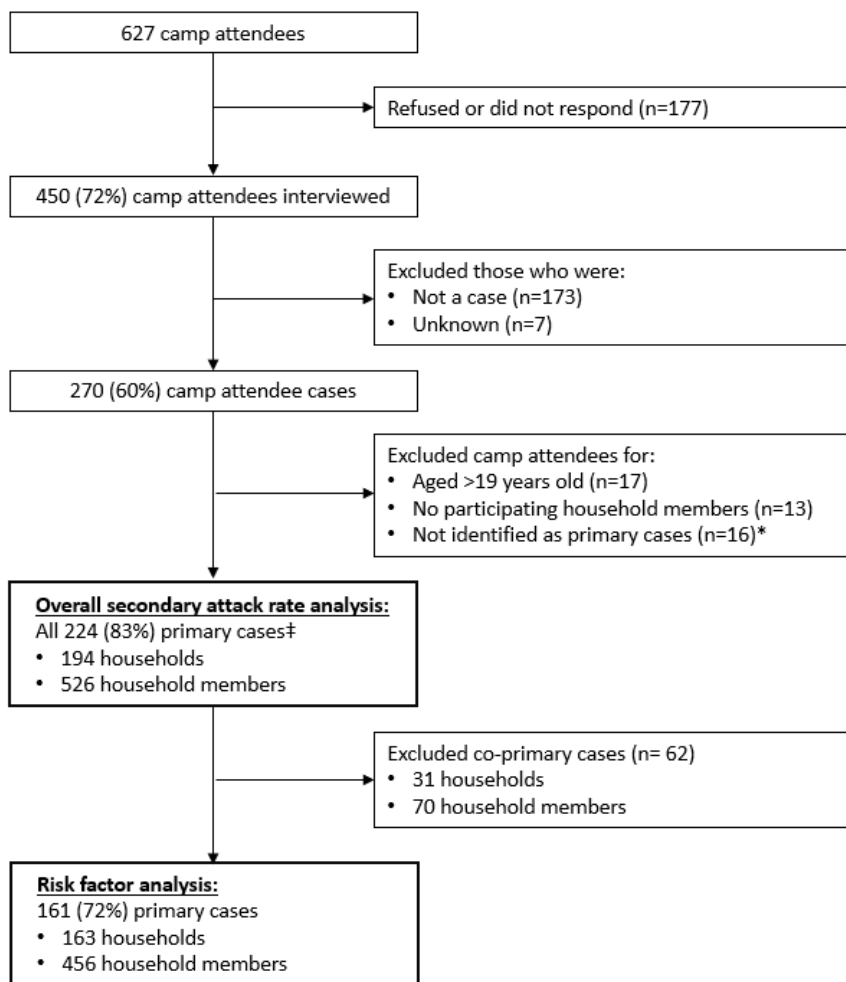 627 camp attendees
Refused or did not respond (n=177)
450 (72%) camp attendees interviewed
Excluded those who were:
• Not a case (n=173)
• Unknown (n=7)
270 (60%) camp attendee cases
Excluded camp attendees for:
• Aged >19 years old (n=17)
• No participating household members (n=13)
• Not identified as primary cases (n=16)*
Overall secondary attack rate analysis:
All 224 (83%) primary cases‡
• 194 households
• 526 household members
Excluded co-primary cases (n= 62)
• 31 households
• 70 household members
Risk factor analysis:
161 (72%) primary cases
• 163 households
• 456 household members